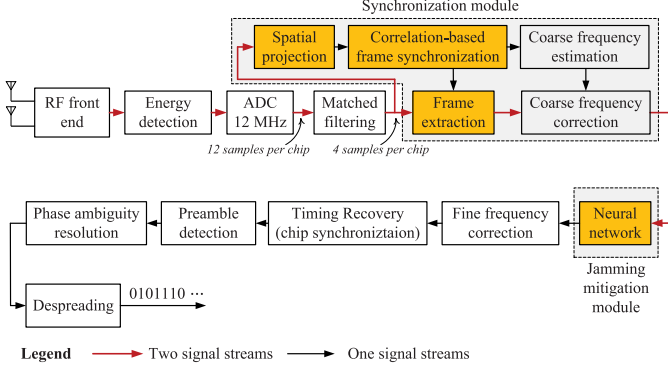 Synchronization module
Spatial
projection
Correlation-based
frame synchronization
Coarse frequency
estimation
RF front
end
Energy
detection
ADC
12 MHz
Matched
filtering
Frame
extraction
Coarse frequency
correction
12 samples per chip
4 samples per chip
Phase ambiguity
resolution
Preamble
detection
Timing Recovery
(chip synchroniztaion)
Fine frequency
correction
Neural
network
Jamming
mitigation
module
Despreading
0101110 ···
Legend
Two signal streams
One signal streams